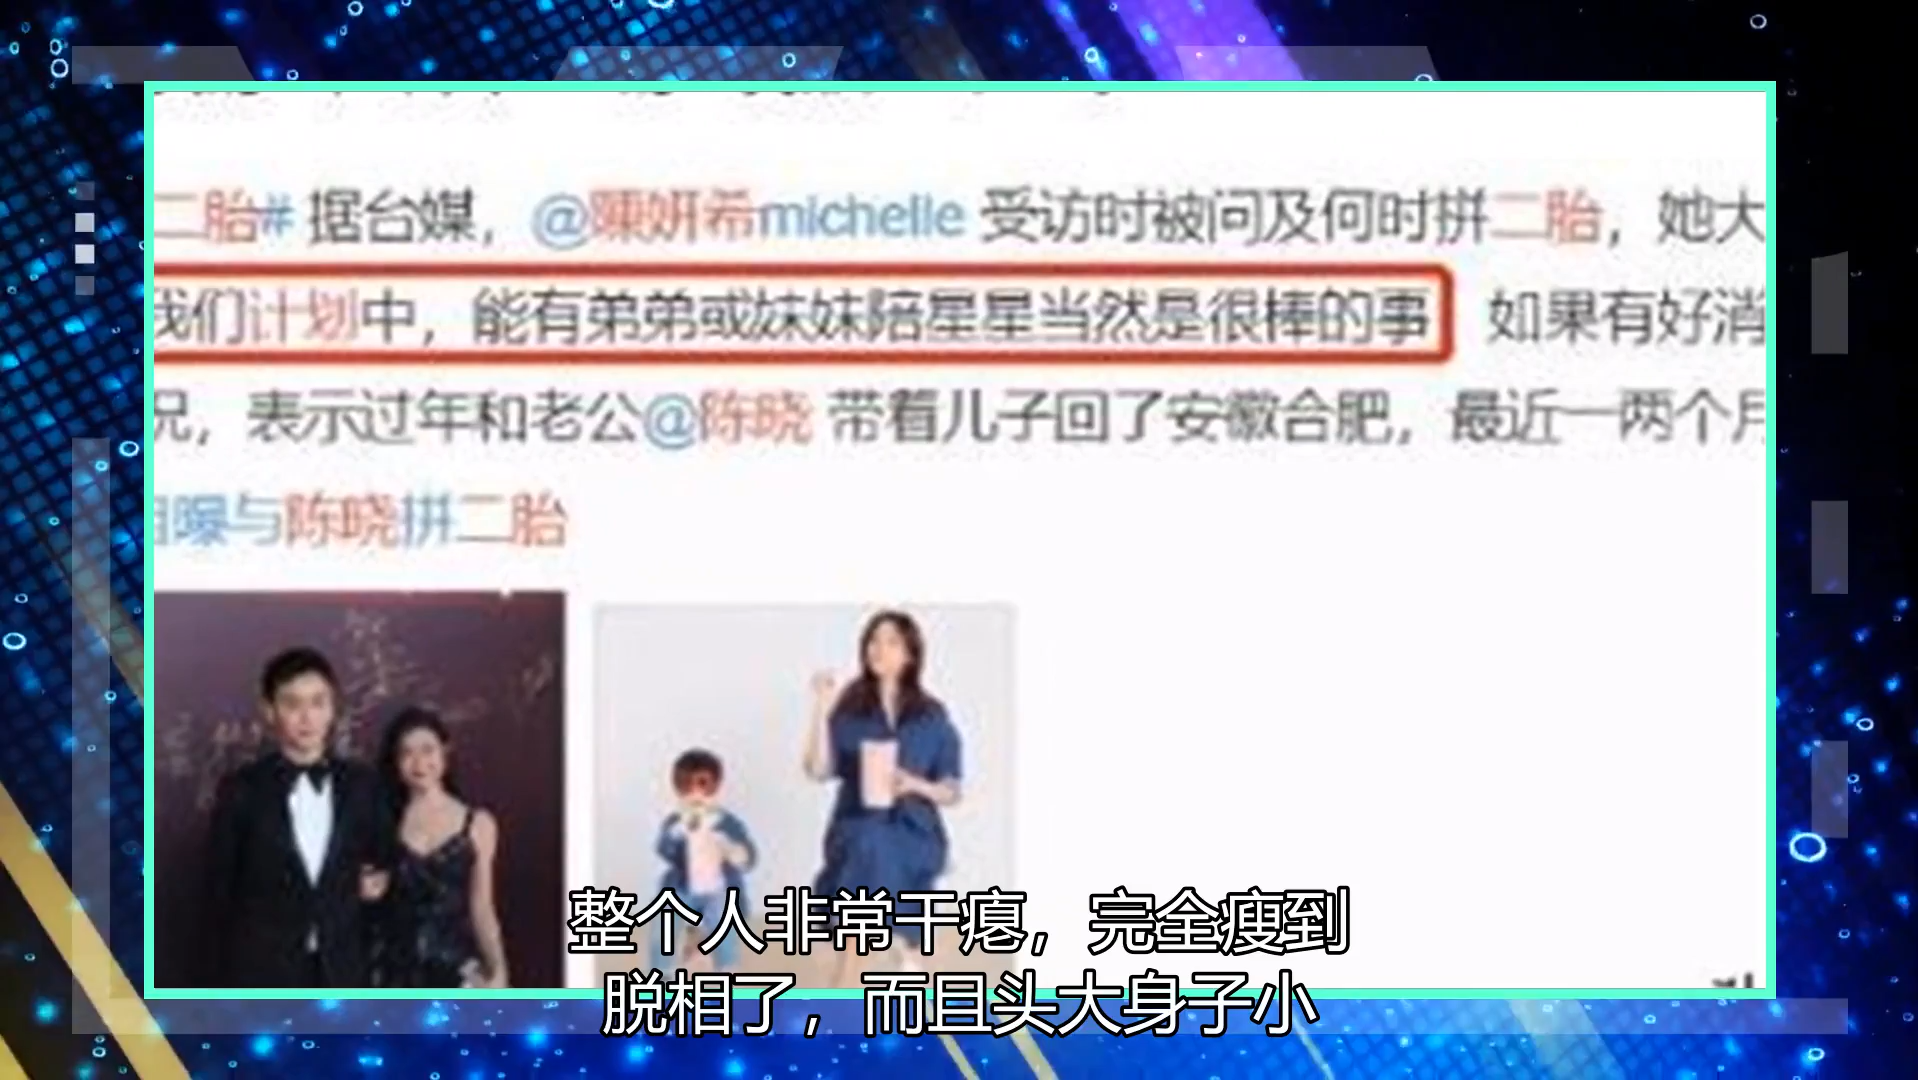 二胎# 据台媒，@陳妍希michelle 受访时被问及何时拼二胎，她大
我们计划中，能有弟弟或妹妹陪星星当然是很棒的事 如果有好消
况，表示过年和老公@陈晓 带着儿子回了安徽合肥，最近一两个月
曝与陈晓拼二胎
整个人非常干瘪，完全瘦到
脱相了，而且头大身子小